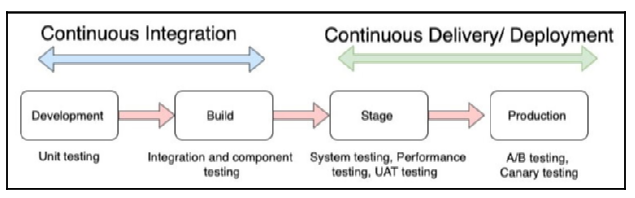 Continuous Integration
Continuous Delivery/ Deployment
Development
Build
Stage
Production
Unit testing
Integration and component
testing
System testing, Performance
testing, UAT testing
A/B testing,
Canary testing